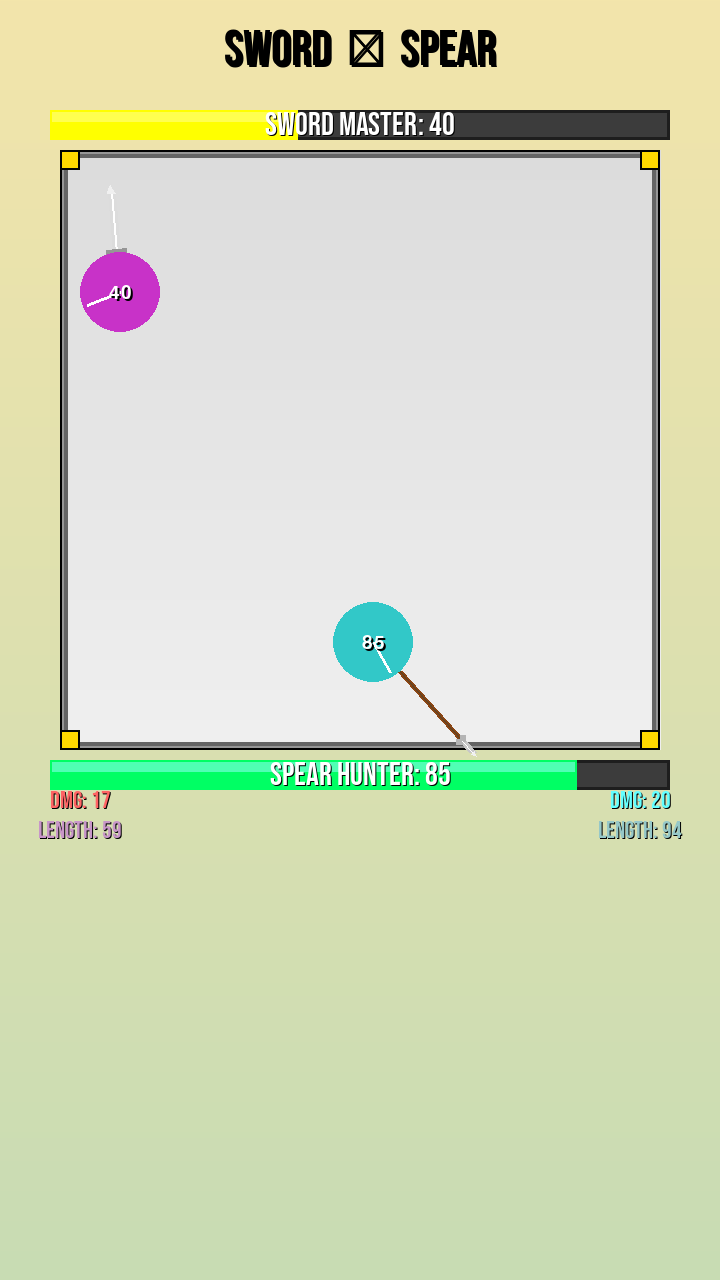 SWORD SPEAR
SWORD MASTER: 40
40
85
SPEAR HUNTER: 85
DMG: 17
DMG: 20
LENGTH: 59
LENGTH: 94